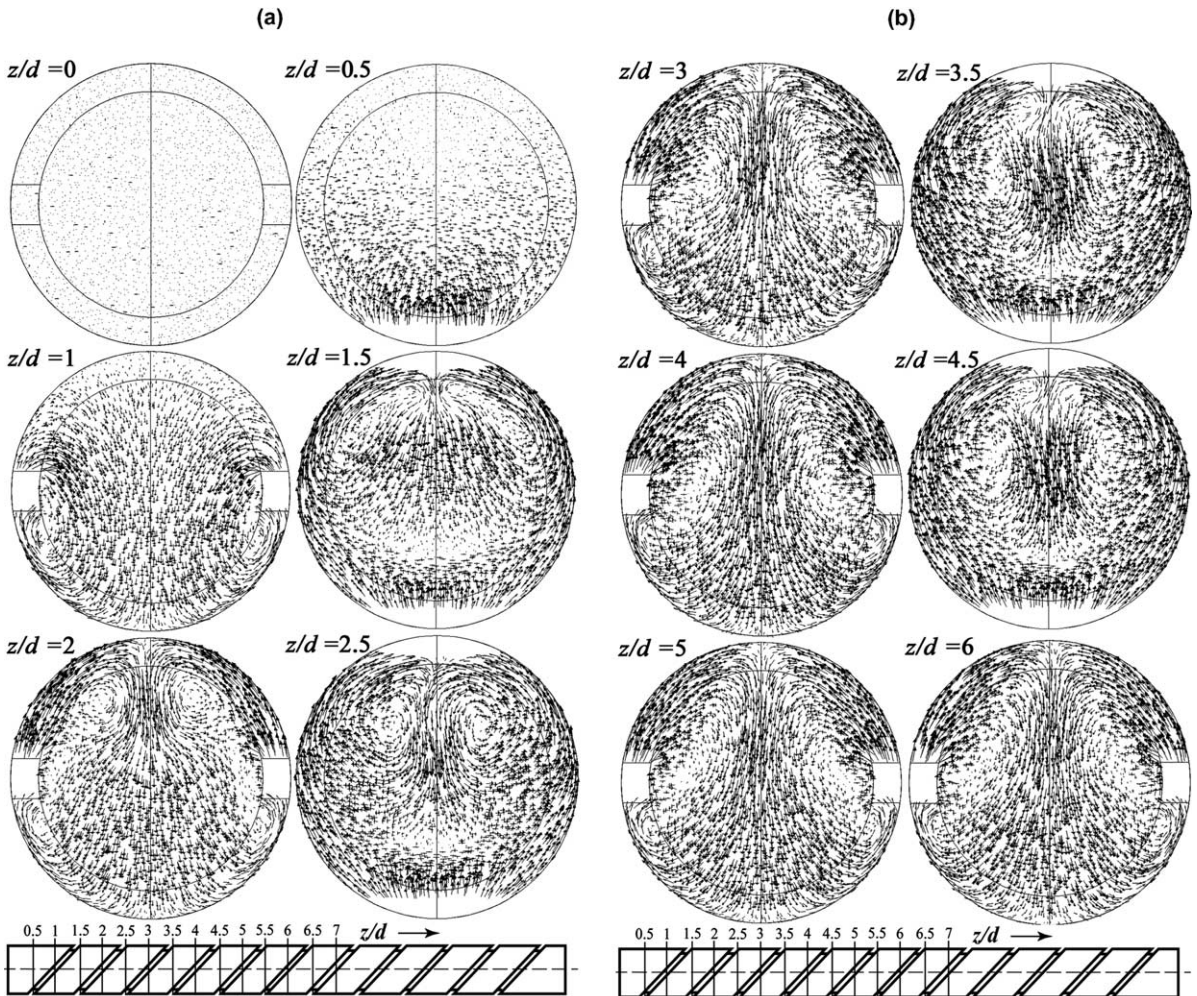 (a)
z/d =0
z/d =0.5
z/d =1
z/d =1.5
z/d =2
z/d =2.5
0.5 1 1.5 2 2.5 3 3.5 4 4.5 5 5.5 6 6.5 7 z/d
(b)
z/d =3
z/d =3.5
z/d =4
z/d =4.5
z/d =5
z/d =6
0.5 1 1.5 2 2.5 3 3.5 4 4.5 5 5.5 6 6.5 7 z/d